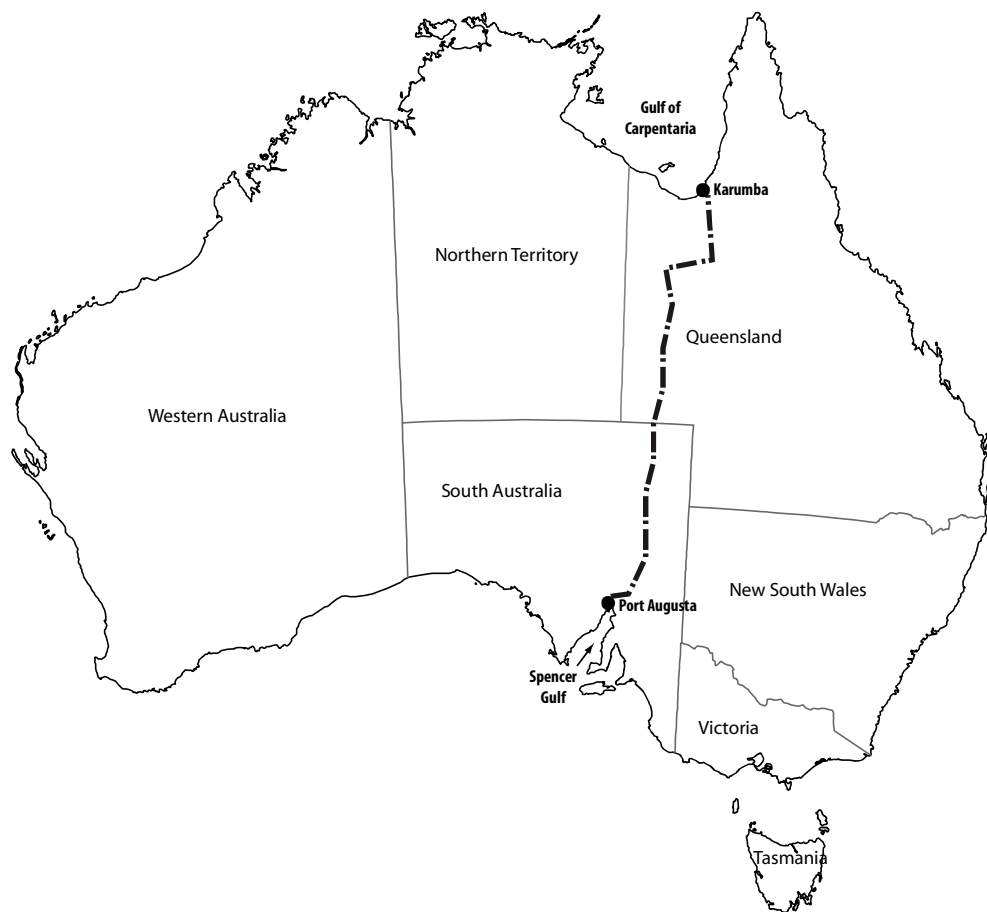 Gulf of
Carpentaria
Karumba
Northern Territory
Queensland
Western Australia
South Australia
New South Wales
Port Augusta
Spencer
Gulf
Victoria
Tasmania